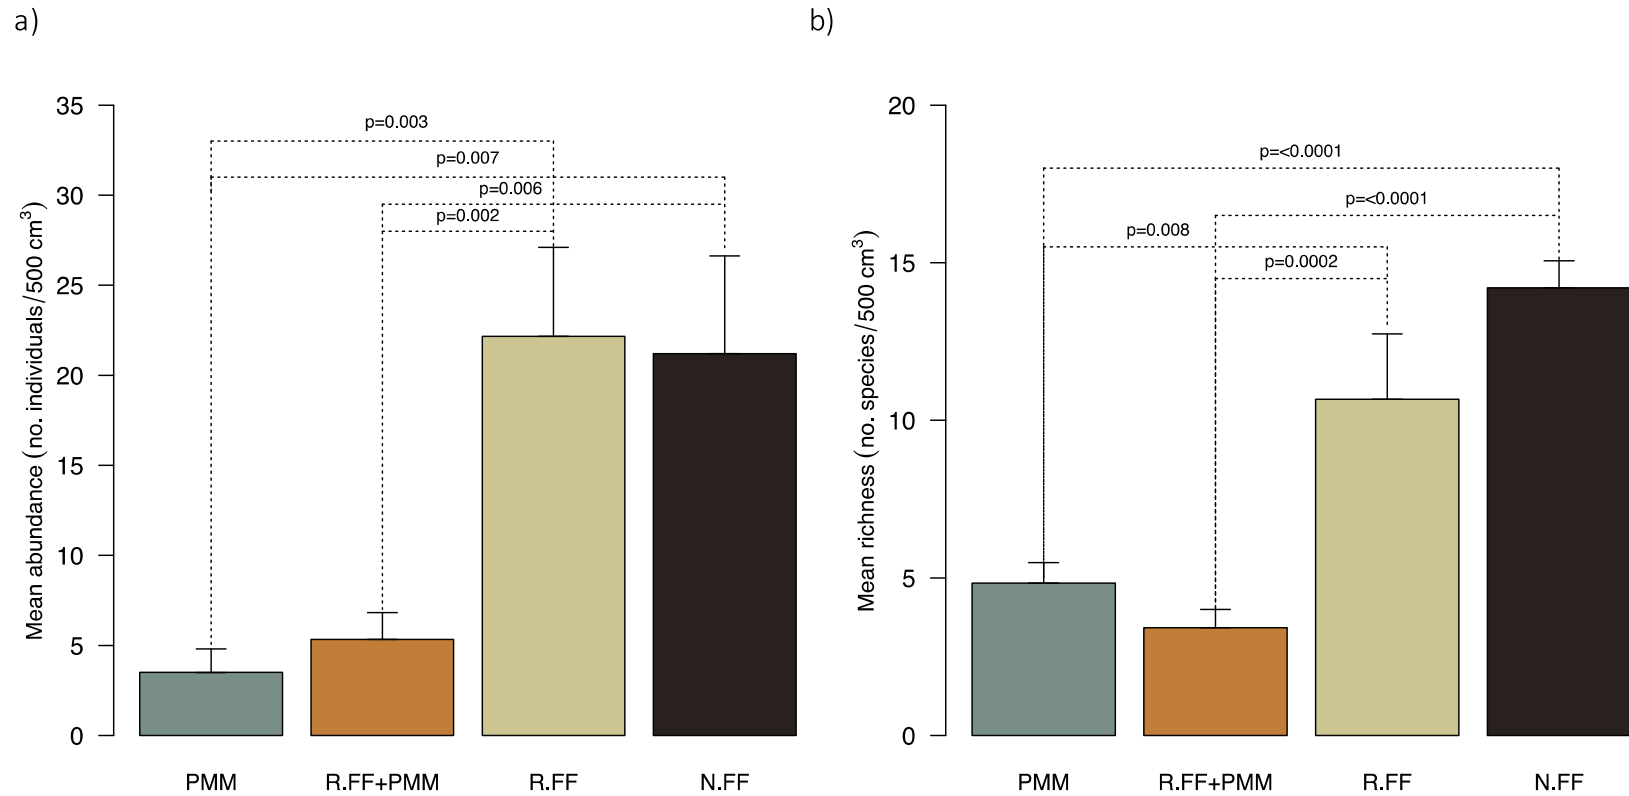 a)
Mean abundance (no. individuals/500 cm³)
35
30
25
20
15
10
5
0
p=0.003
p=0.007
p=0.006
p=0.002
PMM
R.FF+PMM
R.FF
N.FF
b)
Mean richness (no. species/500 cm³)
20
15
10
5
0
p=<0.0001
p=<0.0001
p=0.008
p=0.0002
PMM
R.FF+PMM
R.FF
N.FF